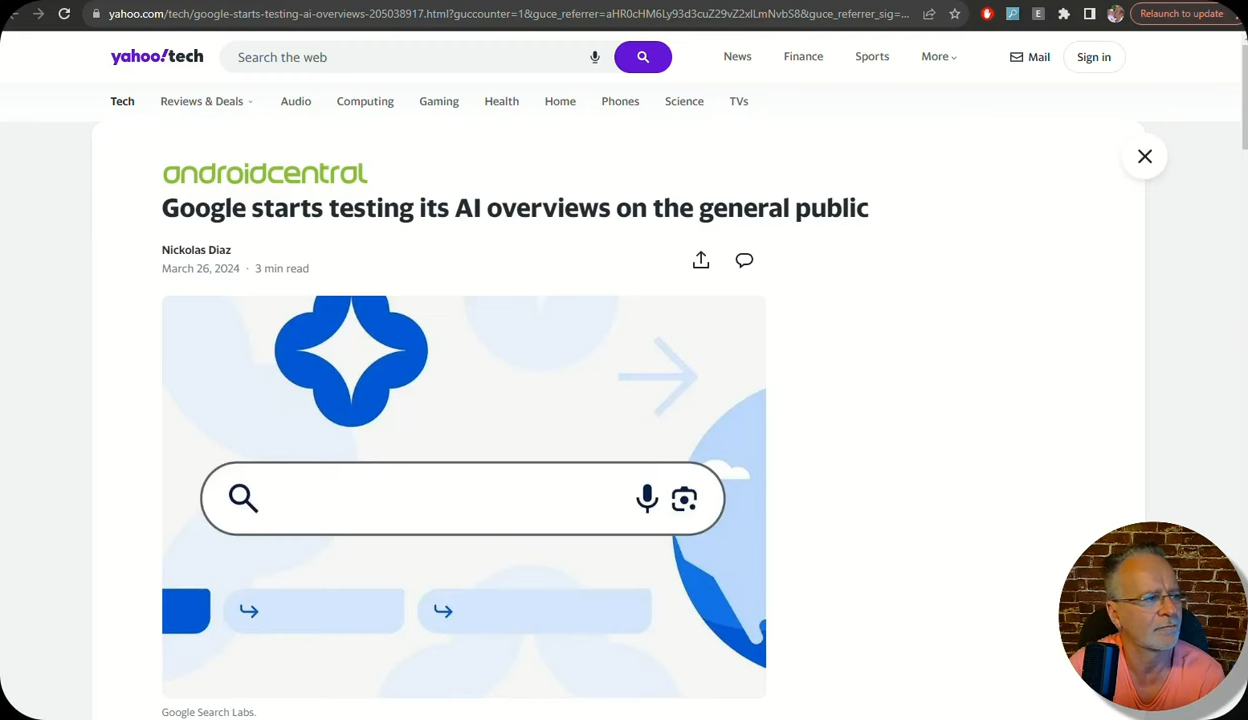 yahoo.com/tech/google-starts-testing-ai-overviews-205038917.html?guccounter=1&guce_referrer=aHR0cHM6Ly93d3cuZ29vZ2xlLmNvbS8&guce_referrer_sig=...
E
Relaunch to update
yahoo!tech
Search the web
News
Finance
Sports
More
Mail
Sign in
Tech
Reviews & Deals
Audio
Computing
Gaming
Health
Home
Phones
Science
TVs
androidcentral
Google starts testing its AI overviews on the general public
Nickolas Diaz
March 26, 2024 · 3 min read
Google Search Labs.